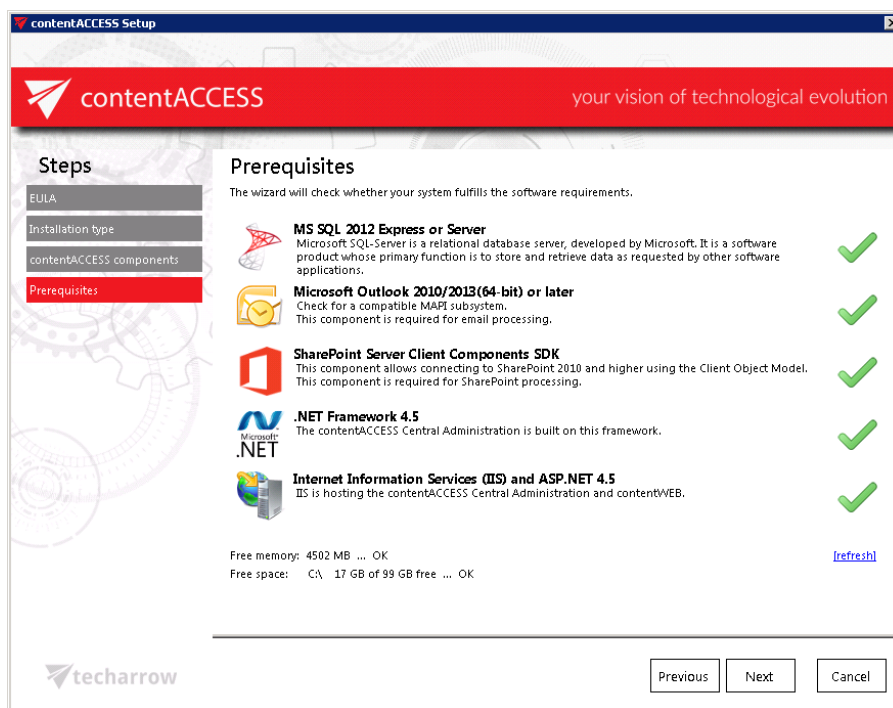 contentACCESS Setup
contentACCESS
your vision of technological evolution
Steps
EULA
Installation type
contentACCESS components
Prerequisites
Prerequisites
The wizard will check whether your system fulfills the software requirements.
MS SQL 2012 Express or Server
Microsoft SQL-Server is a relational database server, developed by Microsoft. It is a software
product whose primary function is to store and retrieve data as requested by other software
applications.
Microsoft Outlook 2010/2013(64-bit) or later
Check for a compatible MAPI subsystem.
This component is required for email processing.
SharePoint Server Client Components SDK
This component allows connecting to SharePoint 2010 and higher using the Client Object Model.
This component is required for SharePoint processing.
Microsoft®
.NET
.NET Framework 4.5
The contentACCESS Central Administration is built on this framework.
Internet Information Services (IIS) and ASP.NET 4.5
IIS is hosting the contentACCESS Central Administration and contentWEB.
Free memory: 4502 MB ... OK
[refresh]
Free space: C:\ 17 GB of 99 GB free ... OK
techarrow
Previous
Next
Cancel